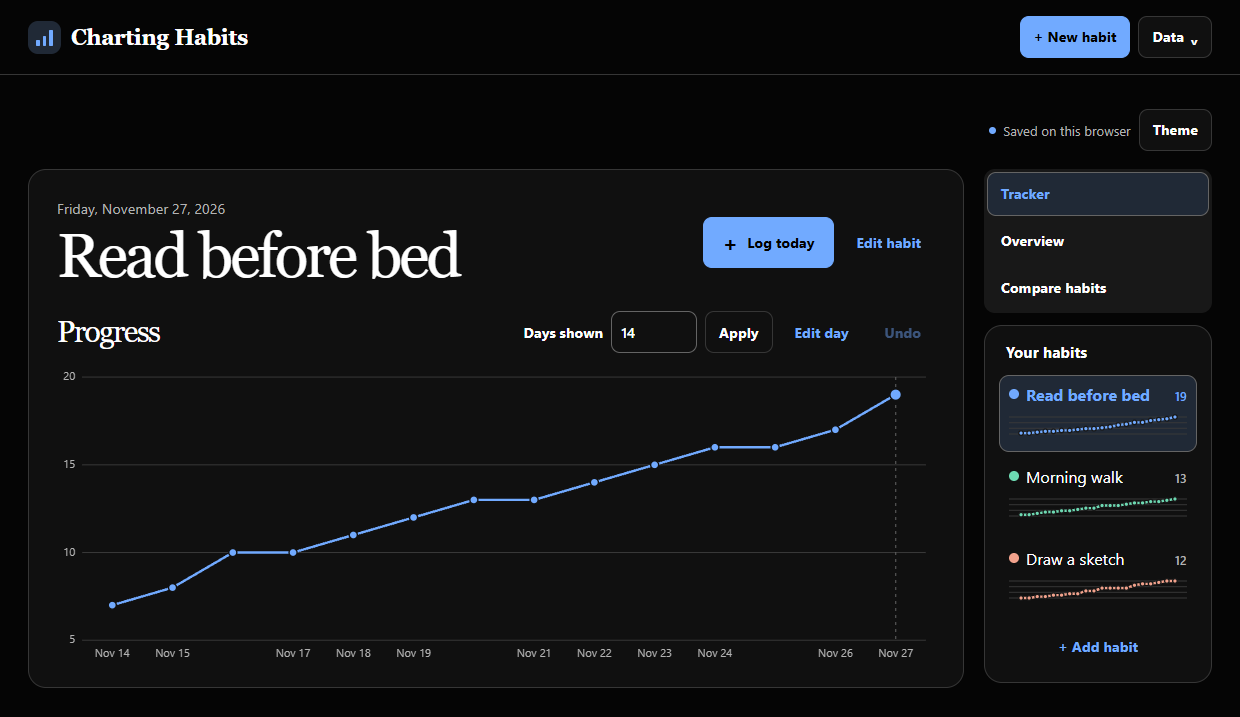 Charting Habits
+ New habit
Data v
Saved on this browser
Theme
Friday, November 27, 2026
Read before bed
+ Log today
Edit habit
Progress
Days shown 14 Apply Edit day Undo
20
15
10
5
Nov 14 Nov 15 Nov 17 Nov 18 Nov 19 Nov 21 Nov 22 Nov 23 Nov 24 Nov 26 Nov 27
Tracker
Overview
Compare habits
Your habits
Read before bed 19
Morning walk 13
Draw a sketch 12
+ Add habit